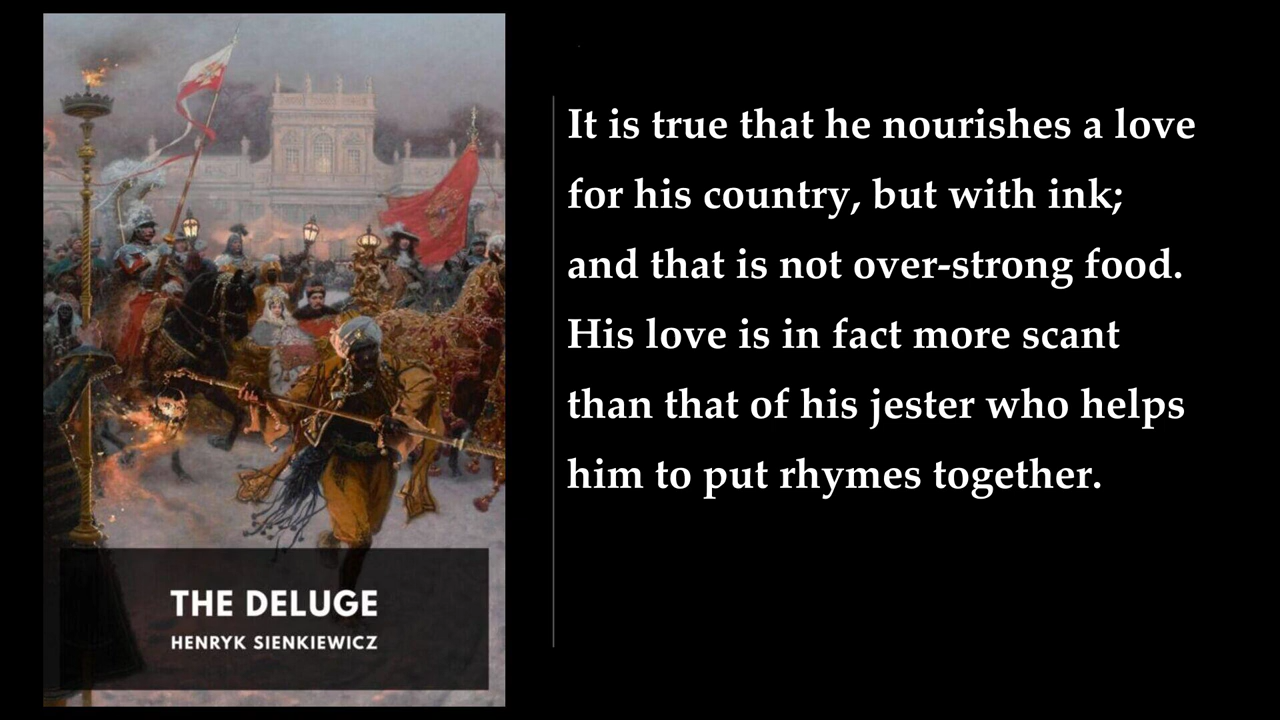 THE DELUGE
HENRYK SIENKIEWICZ
It is true that he nourishes a love
for his country, but with ink;
and that is not over-strong food.
His love is in fact more scant
than that of his jester who helps
him to put rhymes together.